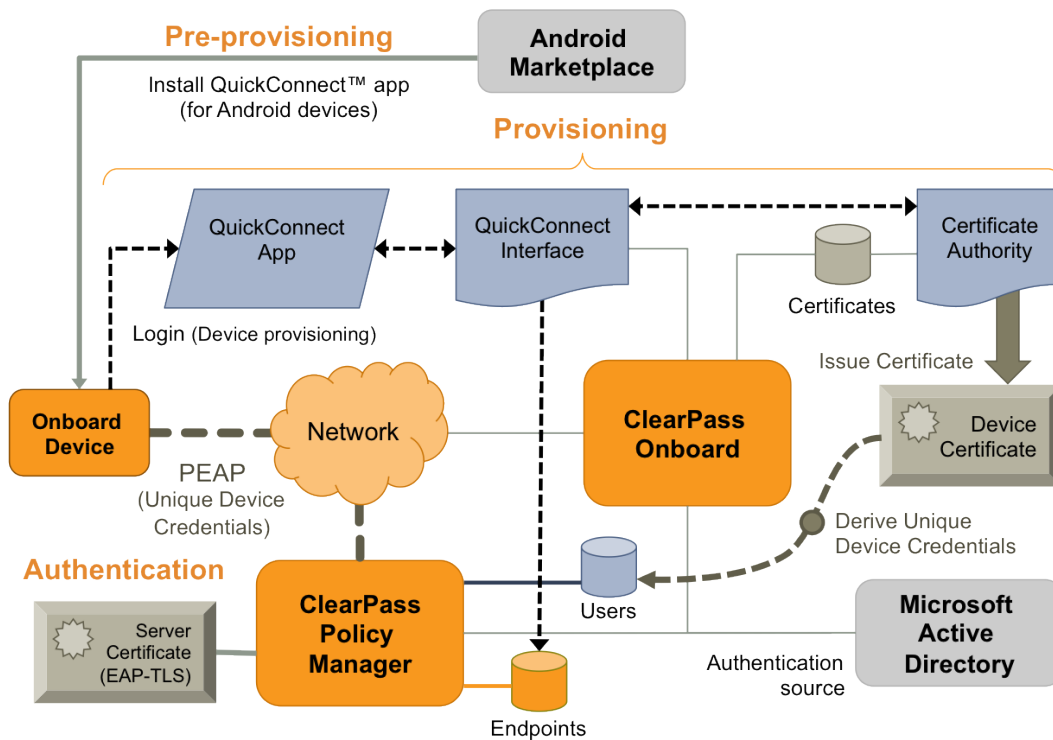 Pre-provisioning
Android
Marketplace
Install QuickConnect™ app
(for Android devices)
Provisioning
QuickConnect
App
QuickConnect
Interface
Certificate
Authority
Certificates
Login (Device provisioning)
Issue Certificate
Onboard
Device
Network
ClearPass
Onboard
Device
Certificate
PEAP
(Unique Device
Credentials)
Derive Unique
Device Credentials
Authentication
Users
Server
Certificate
(EAP-TLS)
ClearPass
Policy
Manager
Microsoft
Active
Directory
Authentication
source
Endpoints